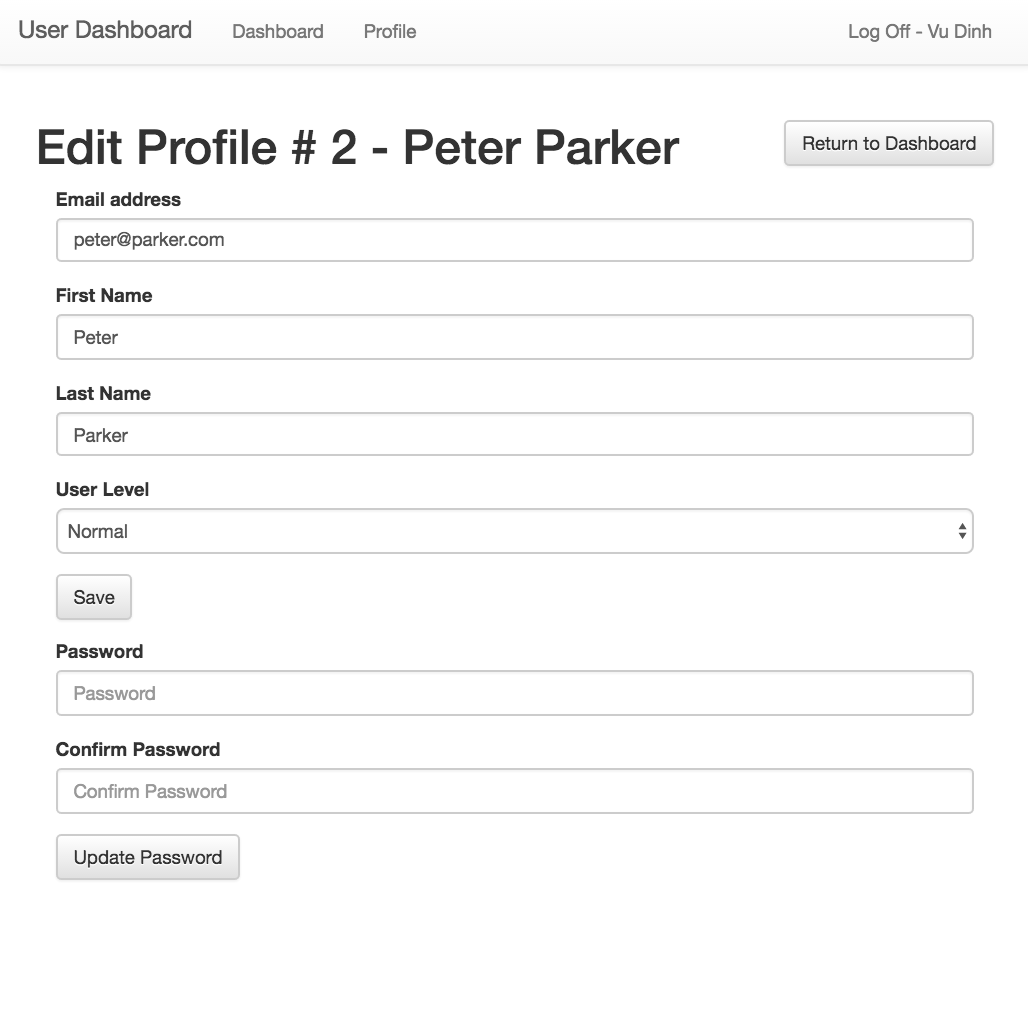 User Dashboard Dashboard Profile Log Off - Vu Dinh
Edit Profile # 2 - Peter Parker Return to Dashboard
Email address
peter@parker.com
First Name
Peter
Last Name
Parker
User Level
Normal
Save
Password
Password
Confirm Password
Confirm Password
Update Password